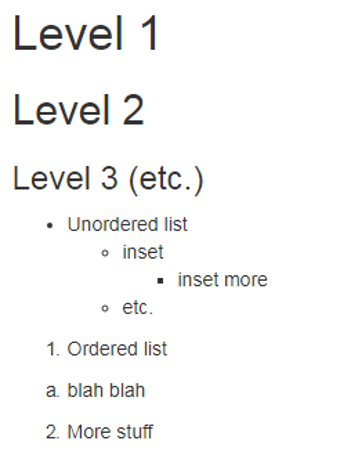 Level 1
Level 2
Level 3 (etc.)
• Unordered list
◦ inset
▪ inset more
◦ etc.
1. Ordered list
a. blah blah
2. More stuff